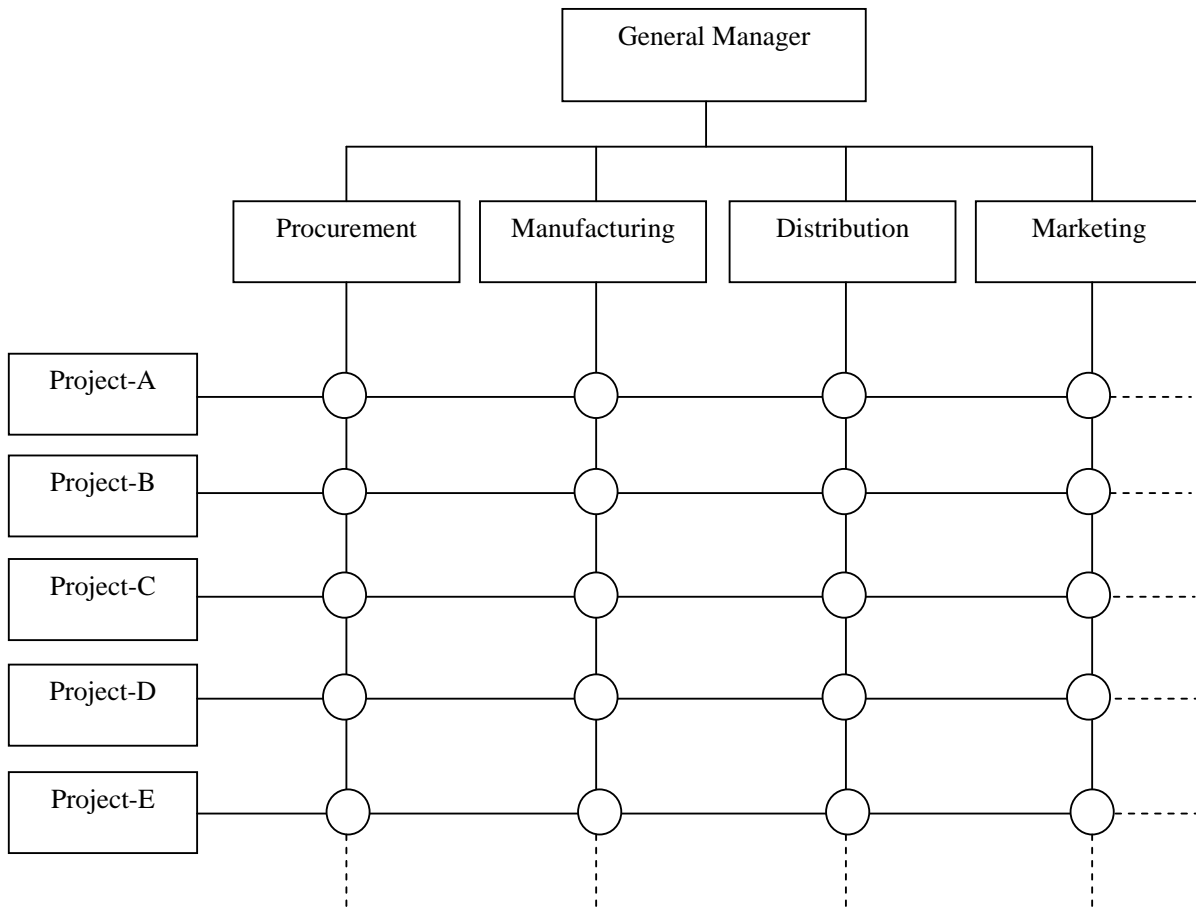 General Manager
Procurement
Manufacturing
Distribution
Marketing
Project-A
Project-B
Project-C
Project-D
Project-E